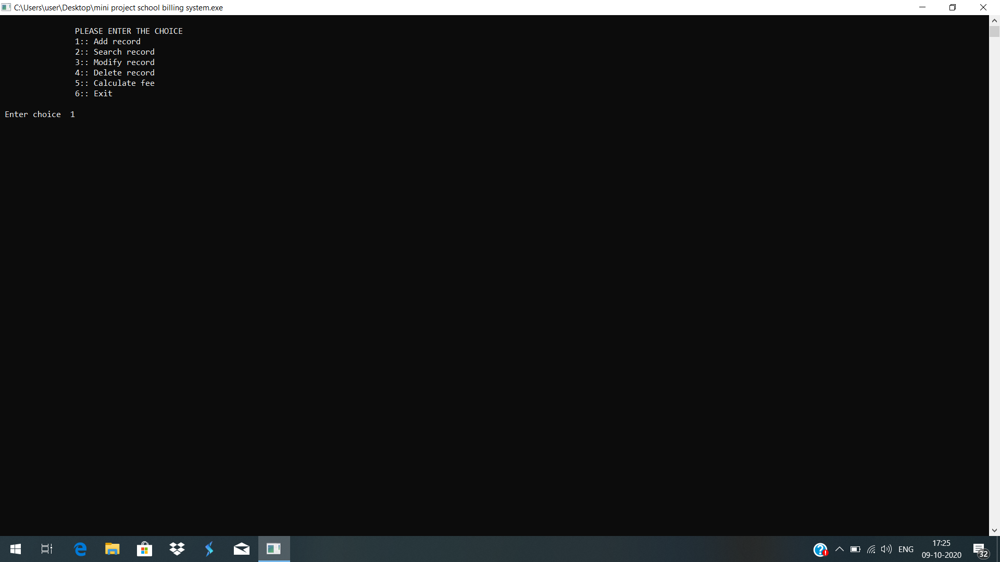 C:\Users\user\Desktop\mini project school billing system.exe
PLEASE ENTER THE CHOICE
1:: Add record
2:: Search record
3:: Modify record
4:: Delete record
5:: Calculate fee
6:: Exit
Enter choice  1
ENG
17:25
09-10-2020
32